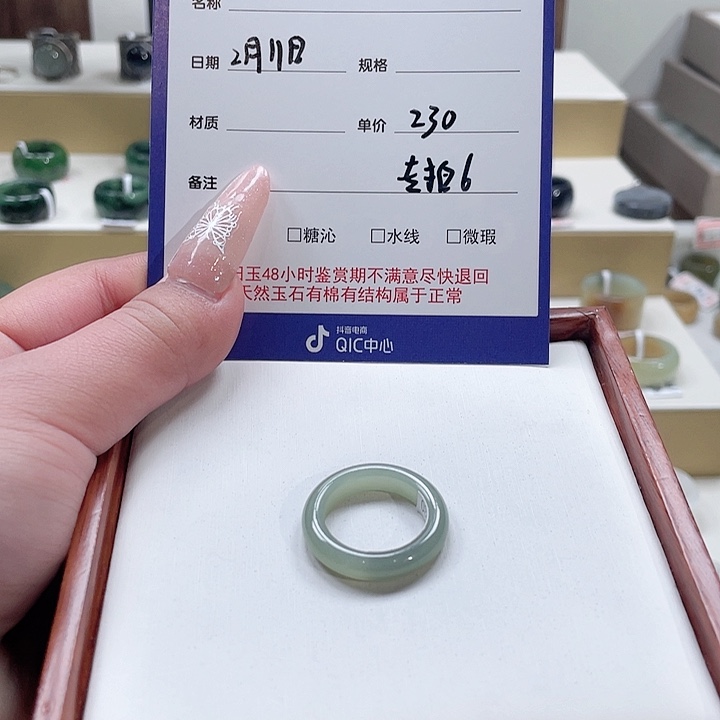 名称
日期 2月11日 规格
材质 单价 230
备注 专拍6
□糖沁 □水线 □微瑕
田玉48小时鉴赏期不满意尽快退回
天然玉石有棉有结构属于正常
抖音电商
QIC中心